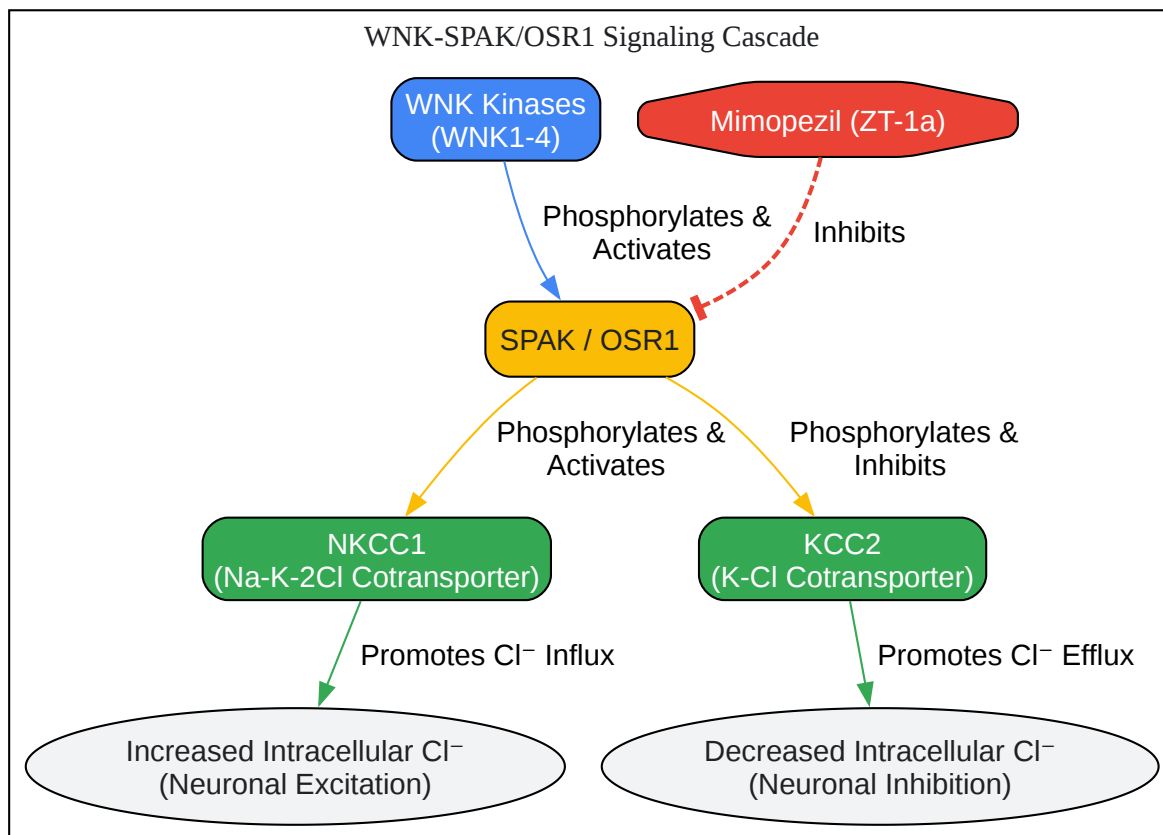 WNK-SPAK/OSR1 Signaling Cascade
WNK Kinases
(WNK1-4)
Mimopezil (ZT-1a)
Phosphorylates &
Activates
Inhibits
SPAK / OSR1
Phosphorylates &
Activates
Phosphorylates &
Inhibits
NKCC1
(Na-K-2Cl Cotransporter)
KCC2
(K-Cl Cotransporter)
Promotes Cl⁻ Influx
Promotes Cl⁻ Efflux
Increased Intracellular Cl⁻
(Neuronal Excitation)
Decreased Intracellular Cl⁻
(Neuronal Inhibition)